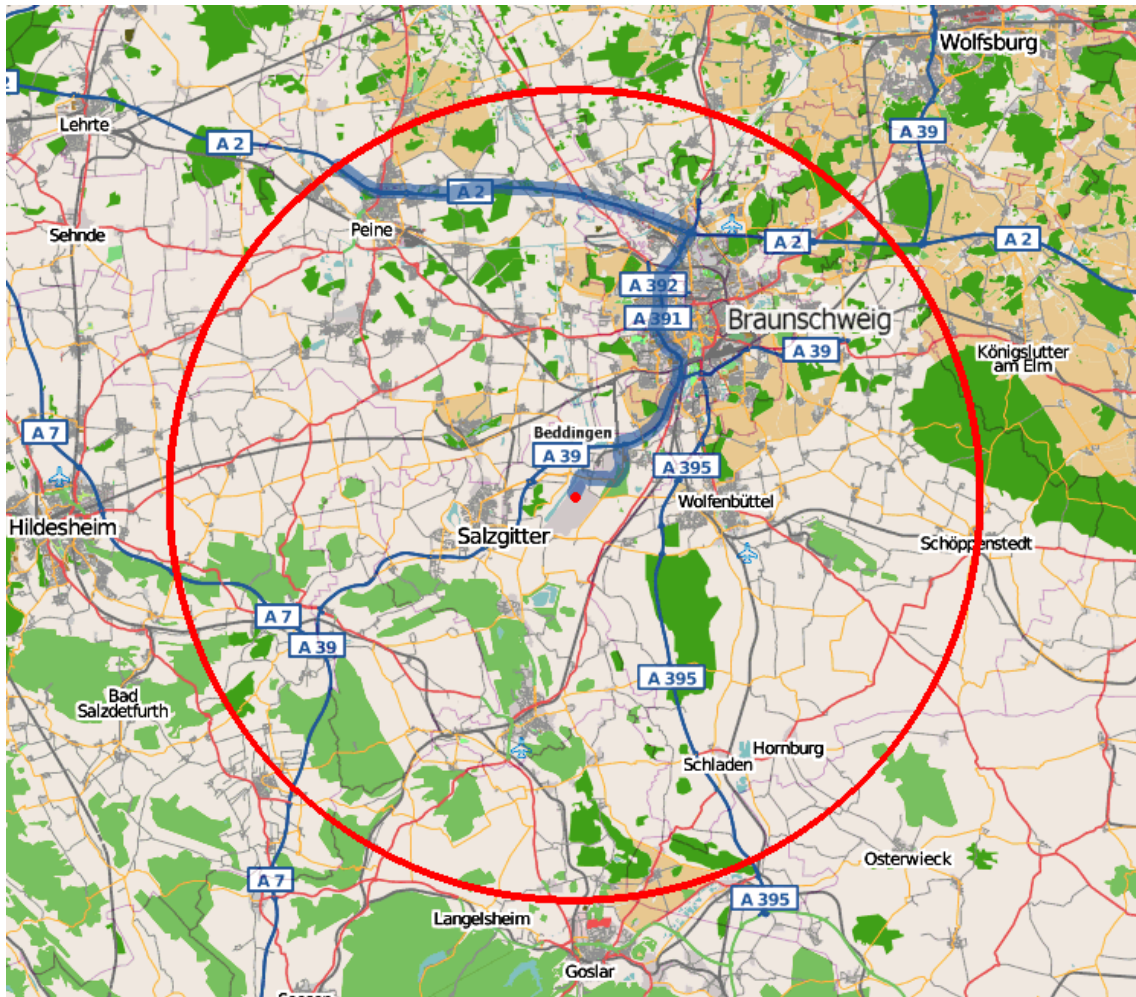 Wolfsburg
2
Lehrte
A 2
A 39
A 2
Peine
Sehnde
A 2
A 2
A 392
A 391
Braunschweig
A 39
Königslutter
am Elm
A 7
Beddingen
A 39
A 395
Wolfenbüttel
Hildesheim
Salzgitter
Schöppenstedt
A 7
A 39
A 395
Bad
Salzdetfurth
Hornburg
Schladen
Osterwieck
A 7
A 395
Langelsheim
Goslar